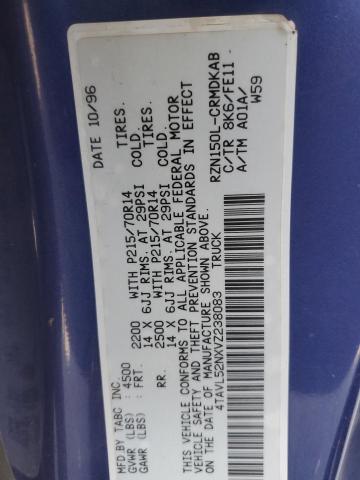 MFD BY TABC INC. DATE 10/96
GVWR (LBS) : 4500
GAWR (LBS) : FRT. 2200 WITH P215/70R14 TIRES.
14 X 6JJ RIMS. AT 29PSI COLD.
RR. 2500 WITH P215/70R14 TIRES.
14 X 6JJ RIMS. AT 29PSI COLD.
THIS VEHICLE CONFORMS TO ALL APPLICABLE FEDERAL MOTOR
VEHICLE SAFETY AND THEFT PREVENTION STANDARDS IN EFFECT
ON THE DATE OF MANUFACTURE SHOWN ABOVE.
4TAVL52NXVZ238083 TRUCK
RZN150L-CRMDKAB
C/TR 8K6/FE11
A/TM A01A/ W59